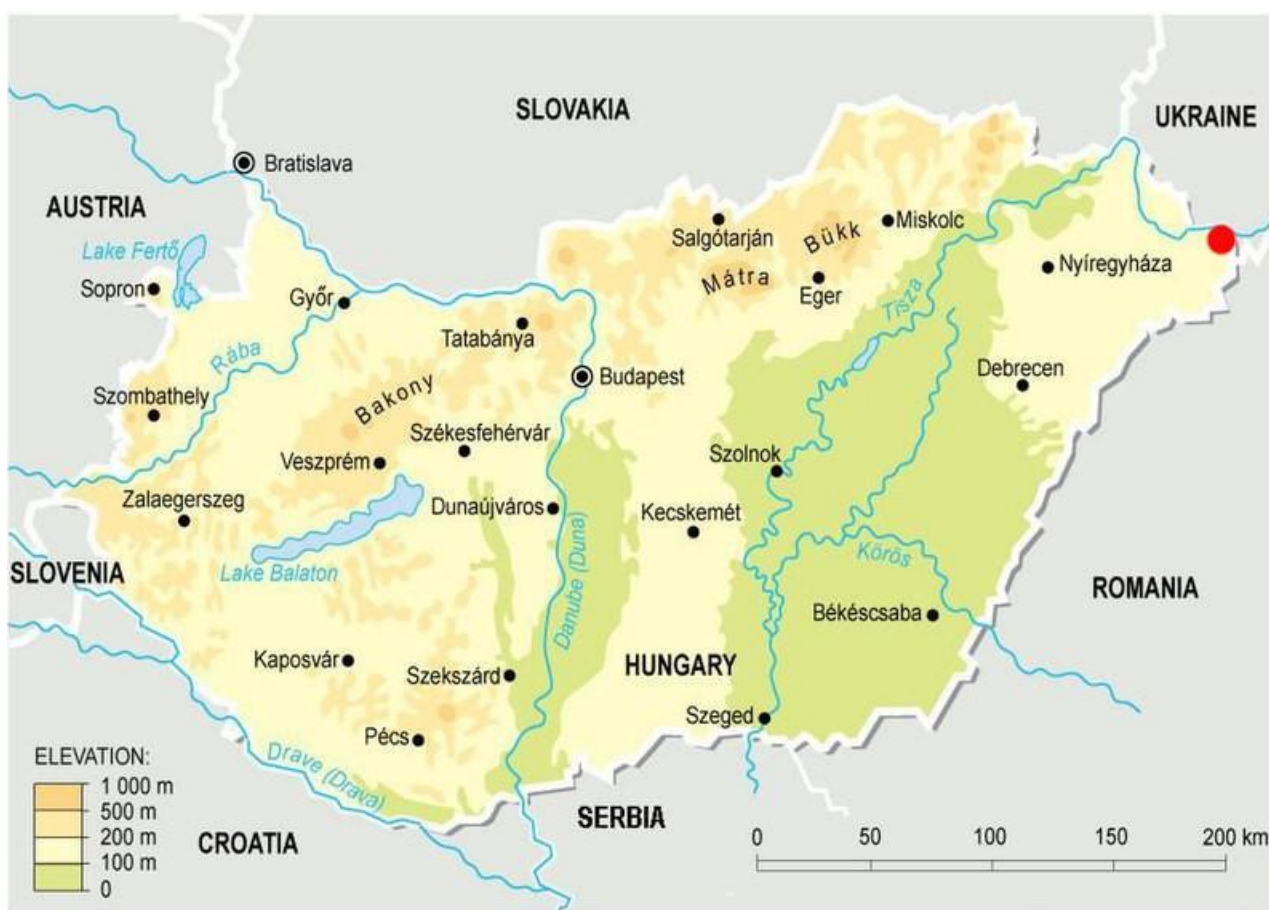 SLOVAKIA
UKRAINE
Bratislava
AUSTRIA
Lake Fertő
Sopron
Győr
Rába
Tatabánya
Salgótarján
Bükk
Miskolc
Mátra
Eger
Nyíregyháza
Tisza
Budapest
Debrecen
Szombathely
Bakony
Székesfehérvár
Veszprém
Szolnok
Zalaegerszeg
Dunaújváros
Kecskemét
Danube (Duna)
Körös
SLOVENIA
Lake Balaton
ROMANIA
Békéscsaba
Kaposvár
Szekszárd
HUNGARY
Szeged
Pécs
Drave (Drava)
ELEVATION:
1 000 m
500 m
200 m
100 m
0
CROATIA
SERBIA
0 50 100 150 200 km